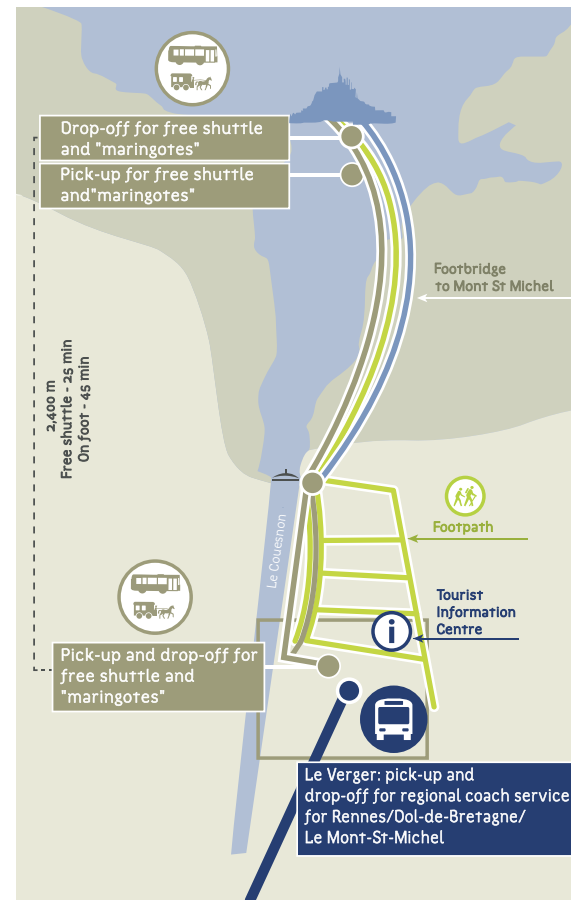 Drop-off for free shuttle
and "maringotes"
Pick-up for free shuttle
and"maringotes"
Footbridge
to Mont St Michel
2,400 m
Free shuttle - 25 min
On foot - 45 min
Le Couesnon
Footpath
Tourist
Information
Centre
i
Pick-up and drop-off for
free shuttle and
"maringotes"
Le Verger: pick-up and
drop-off for regional coach service
for Rennes/Dol-de-Bretagne/
Le Mont-St-Michel